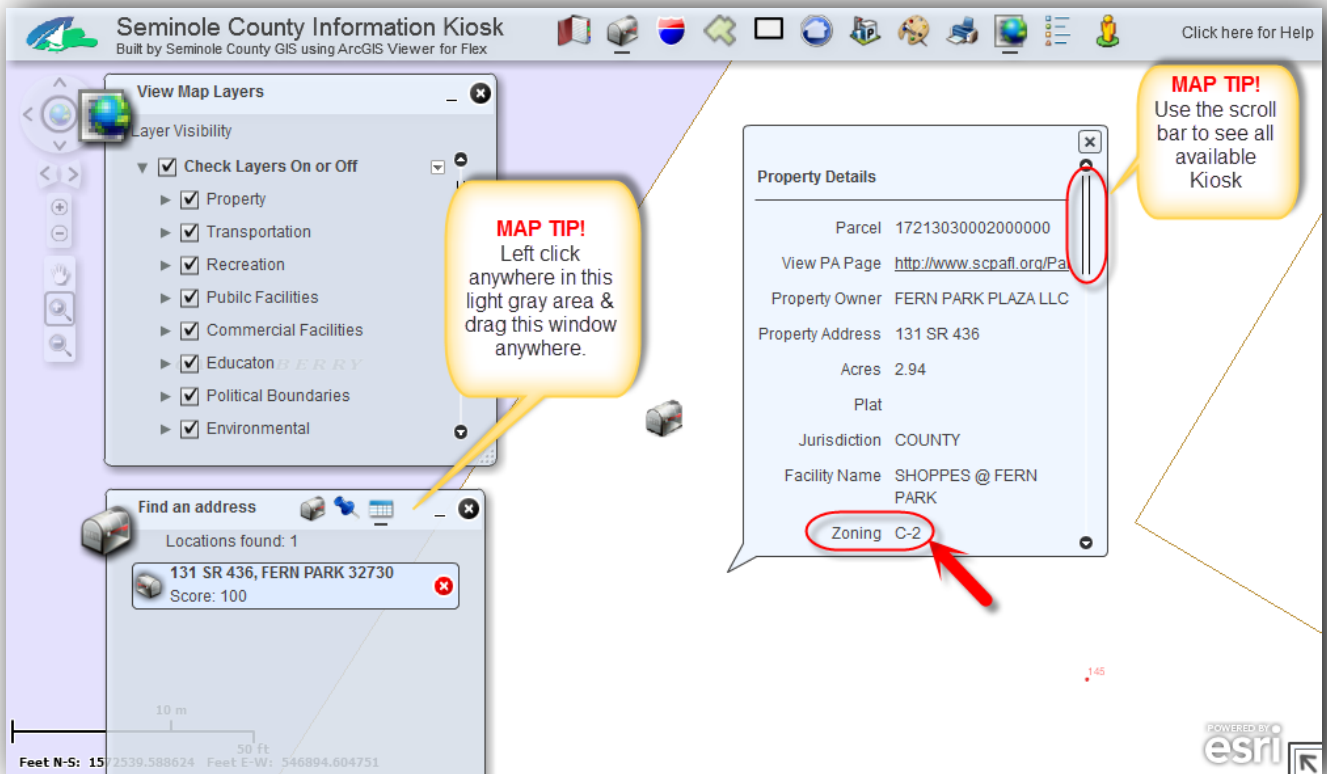 Seminole County Information Kiosk
Built by Seminole County GIS using ArcGIS Viewer for Flex
Click here for Help
View Map Layers
Layer Visibility
Check Layers On or Off
Property
Transportation
Recreation
Pubilc Facilities
Commercial Facilities
Educaton
BERRY
Political Boundaries
Environmental
MAP TIP!
Left click
anywhere in this
light gray area &
drag this window
anywhere.
Property Details
Parcel 17213030002000000
View PA Page http://www.scpafl.org/Pa
Property Owner FERN PARK PLAZA LLC
Property Address 131 SR 436
Acres 2.94
Plat
Jurisdiction COUNTY
Facility Name SHOPPES @ FERN
PARK
Zoning C-2
MAP TIP!
Use the scroll
bar to see all
available
Kiosk
Find an address
Locations found: 1
131 SR 436, FERN PARK 32730
Score: 100
145
10 m
50 ft
Feet N-S: 1572539.588624 Feet E-W: 546894.604751
POWERED BY
esri